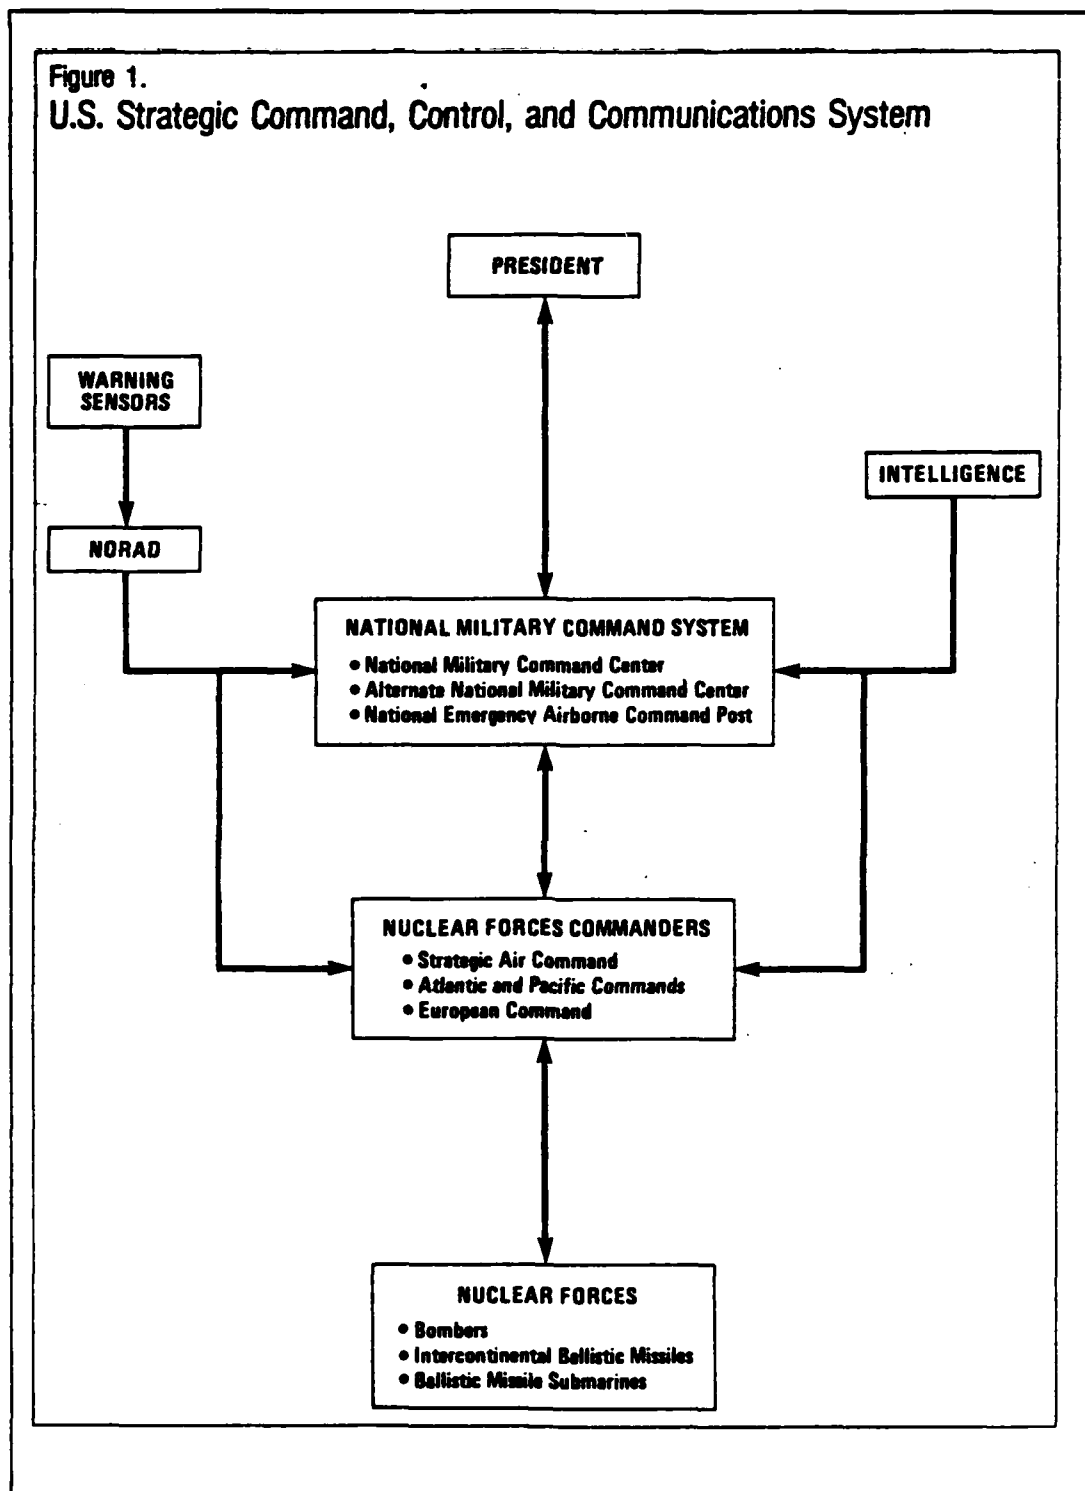 Figure 1.
U.S. Strategic Command, Control, and Communications System
PRESIDENT
WARNING
SENSORS
INTELLIGENCE
NORAD
NATIONAL MILITARY COMMAND SYSTEM
• National Military Command Center
• Alternate National Military Command Center
• National Emergency Airborne Command Post
NUCLEAR FORCES COMMANDERS
• Strategic Air Command
• Atlantic and Pacific Commands
• European Command
NUCLEAR FORCES
• Bombers
• Intercontinental Ballistic Missiles
• Ballistic Missile Submarines